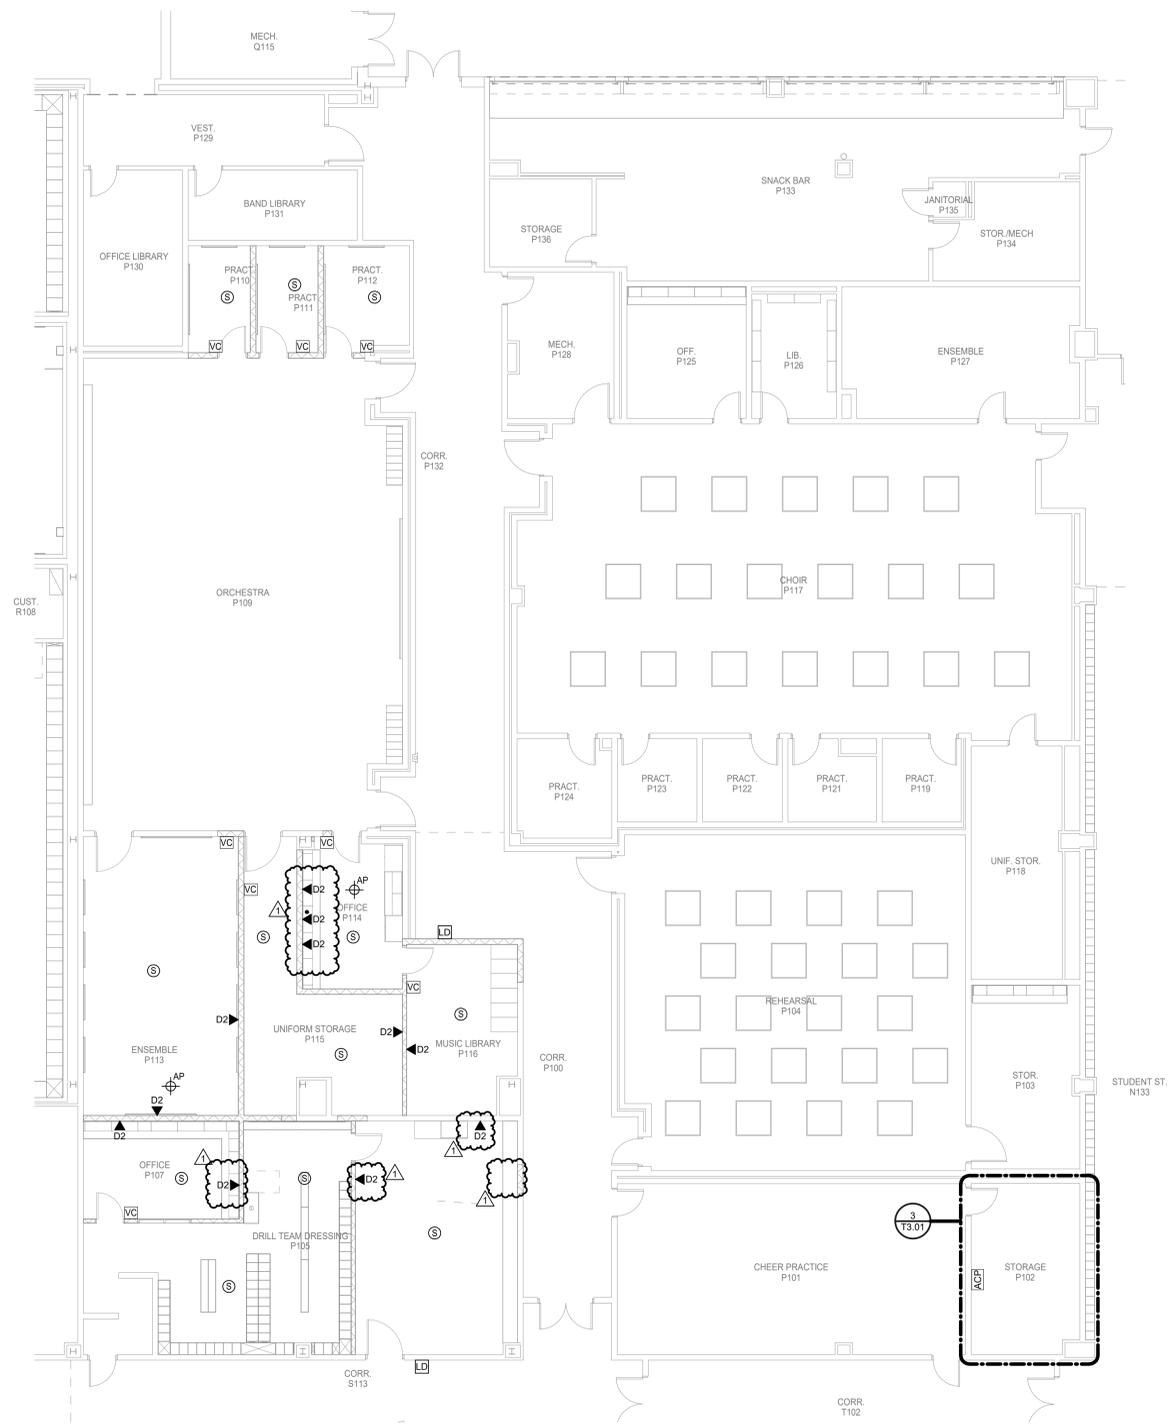 MECH.
Q115
VEST.
P129
SNACK BAR
P133
BAND LIBRARY
P131
JANITORIAL
P135
STORAGE
P136
STOR./MECH
P134
OFFICE LIBRARY
P130
PRACT.
P110
S
PRACT.
P111
S
PRACT.
P112
S
VC
VC
VC
MECH.
P128
OFF.
P125
LIB.
P126
ENSEMBLE
P127
CORR.
P132
CHOIR
P117
ORCHESTRA
P109
CUST.
R108
PRACT.
P124
PRACT.
P123
PRACT.
P122
PRACT.
P121
PRACT.
P119
VC
VC
VC
UNIF. STOR.
P118
D2
AP
1
OFFICE
P114
D2
S
D2
S
LD
S
VC
REHEARSAL
P104
D2
UNIFORM STORAGE
P115
D2
S
MUSIC LIBRARY
P116
D2
S
ENSEMBLE
P113
AP
D2
CORR.
P100
STOR.
P103
STUDENT ST.
N133
D2
D2
1
OFFICE
P107
S
1
D2
S
D2
1
1
VC
3
T3.01
DRILL TEAM DRESSING
P105
S
S
CHEER PRACTICE
P101
ACP
STORAGE
P102
LD
CORR.
S113
CORR.
T102